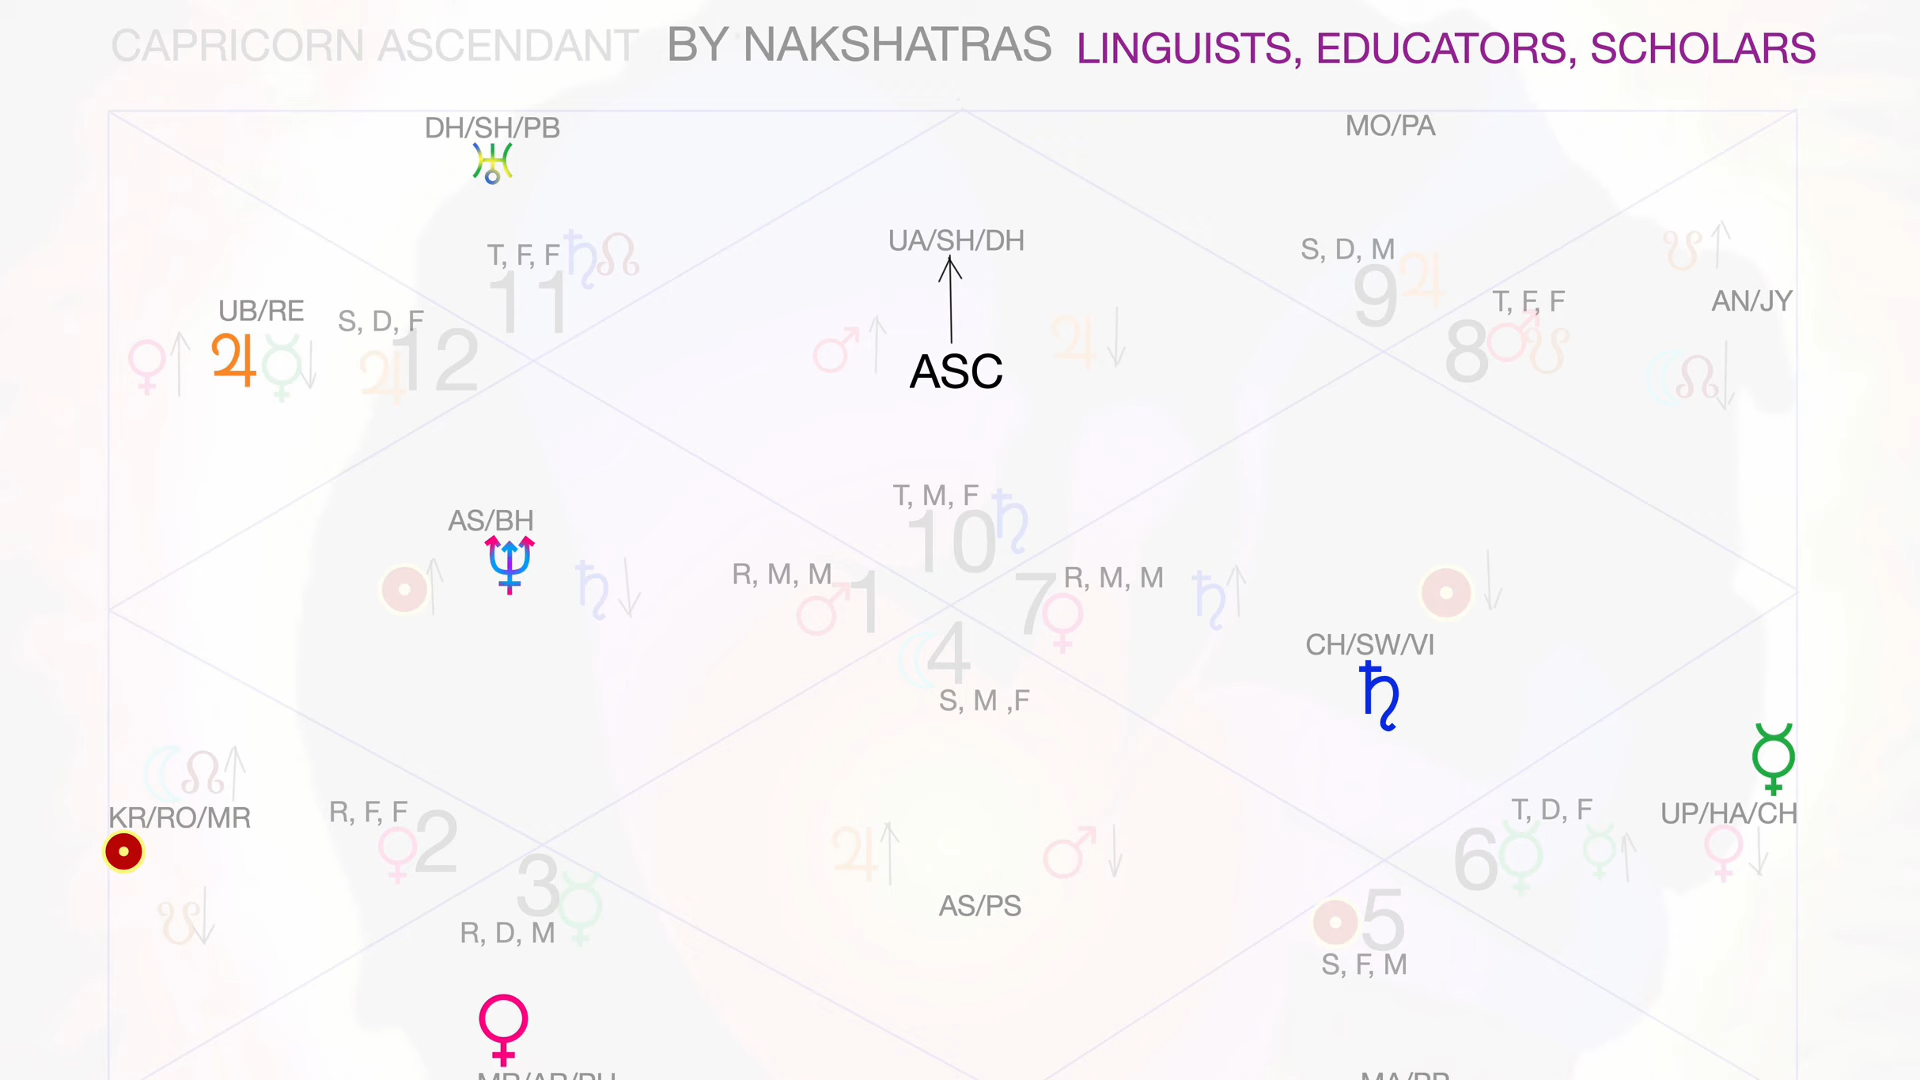 CAPRICORN ASCENDANT BY NAKSHATRAS LINGUISTS, EDUCATORS, SCHOLARS
DH/SH/PB
MO/PA
UA/SH/DH
T, F, F
11
S, D, M
9
UB/RE
S, D, F
12
T, F, F
8
AN/JY
ASC
AS/BH
T, M, F
10
R, M, M
1
7
R, M, M
4
S, M ,F
CH/SW/VI
KR/RO/MR
R, F, F
2
T, D, F
6
UP/HA/CH
3
R, D, M
AS/PS
5
S, F, M